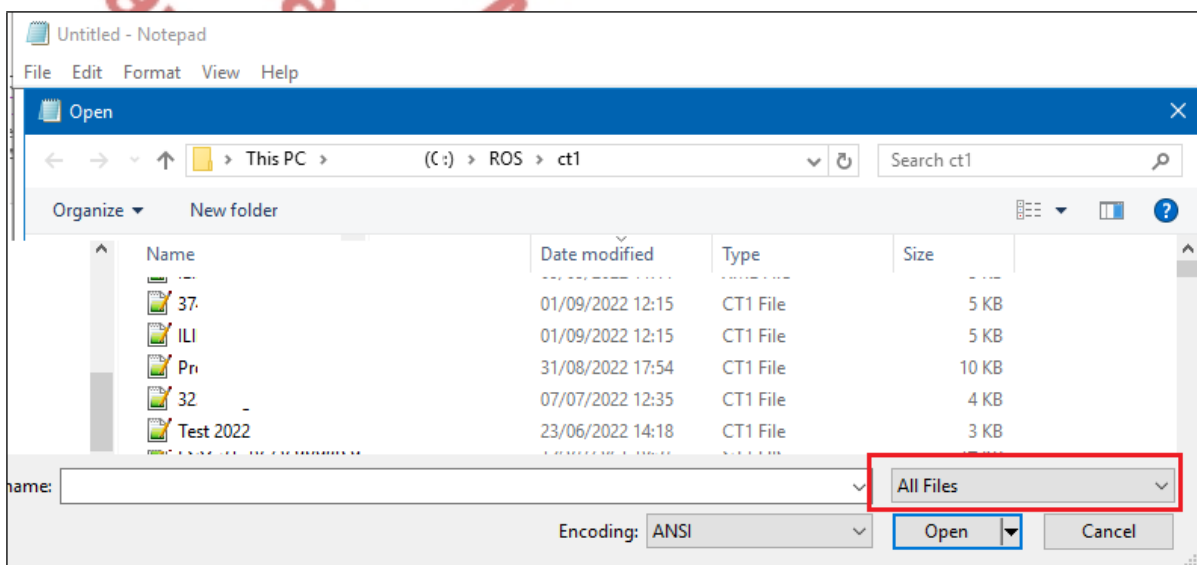 Untitled - Notepad
File Edit Format View Help
Open
This PC > (C:) > ROS > ct1
Search ct1
Organize New folder
Name Date modified Type Size
37 01/09/2022 12:15 CT1 File 5 KB
ILI 01/09/2022 12:15 CT1 File 5 KB
Pr 31/08/2022 17:54 CT1 File 10 KB
32 07/07/2022 12:35 CT1 File 4 KB
Test 2022 23/06/2022 14:18 CT1 File 3 KB
name: All Files
Encoding: ANSI Open Cancel